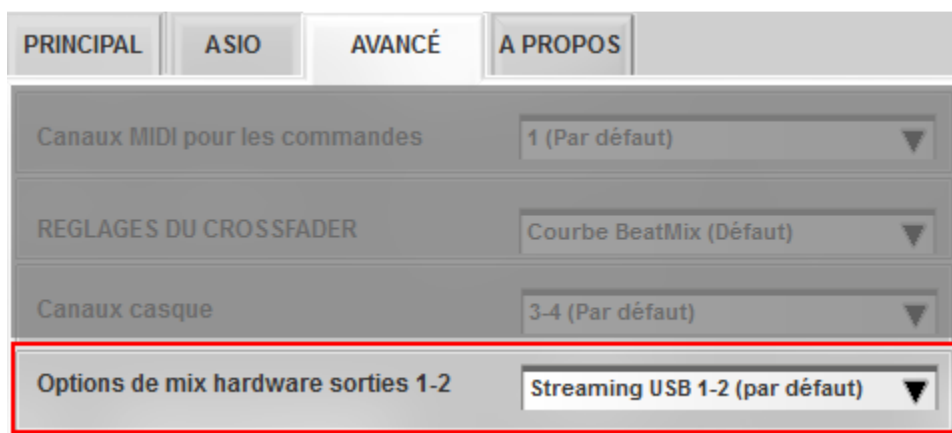 PRINCIPAL ASIO AVANCÉ A PROPOS
Canaux MIDI pour les commandes 1 (Par défaut)
REGLAGES DU CROSSFADER Courbe BeatMix (Défaut)
Canaux casque 3-4 (Par défaut)
Options de mix hardware sorties 1-2 Streaming USB 1-2 (par défaut)